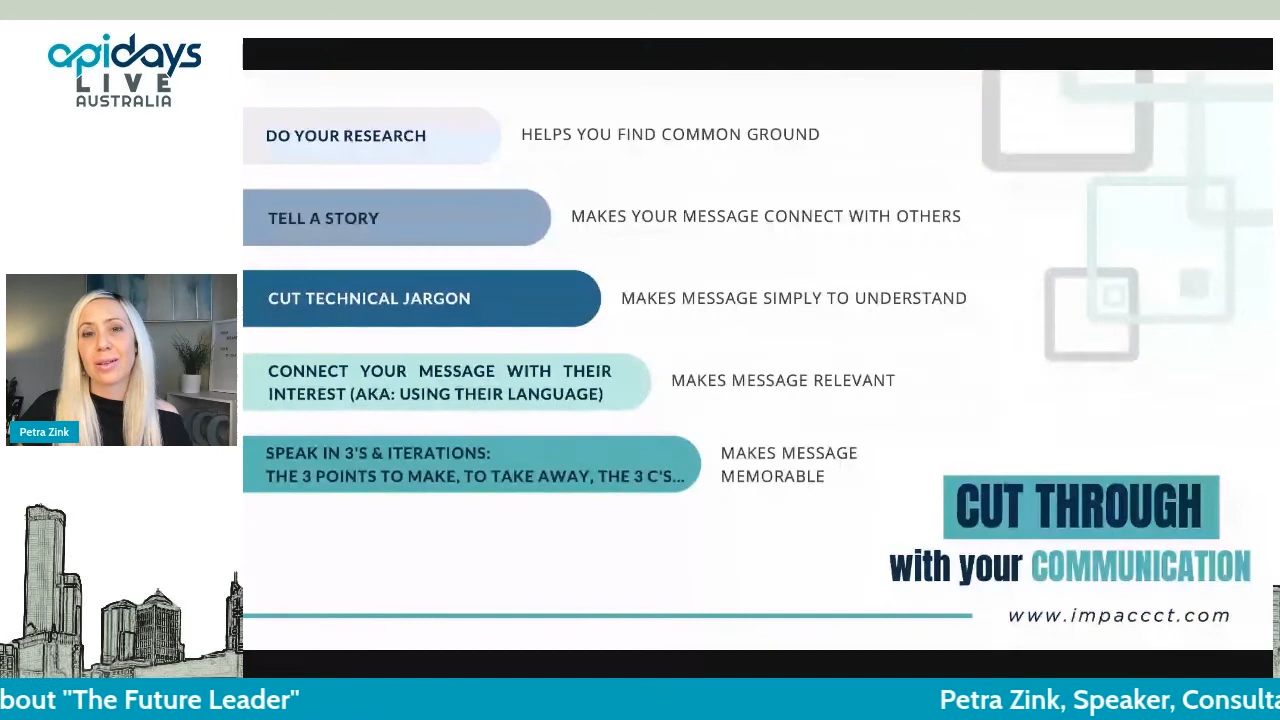 apidays
LIVE
AUSTRALIA
DO YOUR RESEARCH
HELPS YOU FIND COMMON GROUND
TELL A STORY
MAKES YOUR MESSAGE CONNECT WITH OTHERS
CUT TECHNICAL JARGON
MAKES MESSAGE SIMPLY TO UNDERSTAND
CONNECT YOUR MESSAGE WITH THEIR
INTEREST (AKA: USING THEIR LANGUAGE)
MAKES MESSAGE RELEVANT
SPEAK IN 3'S & ITERATIONS:
THE 3 POINTS TO MAKE, TO TAKE AWAY, THE 3 C'S...
MAKES MESSAGE
MEMORABLE
Petra Zink
CUT THROUGH
with your COMMUNICATION
www.impaccct.com
bout "The Future Leader"
Petra Zink, Speaker, Consulta